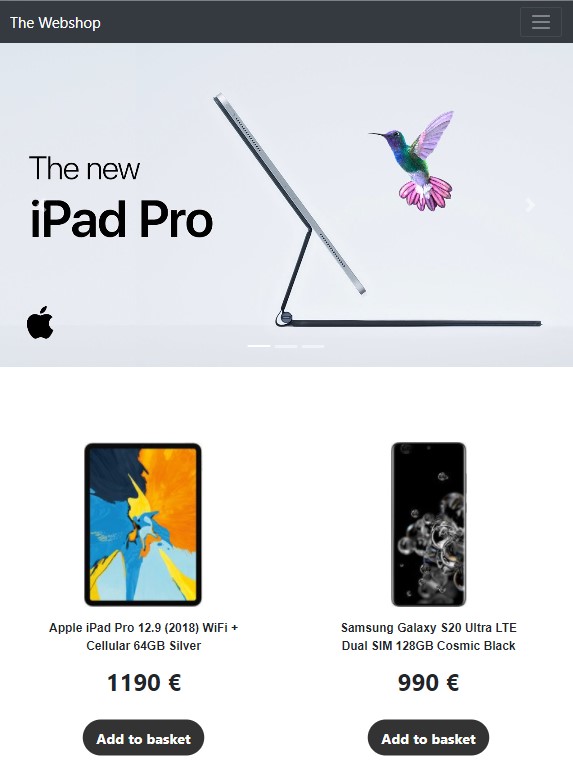 The Webshop
The new
iPad Pro
Apple iPad Pro 12.9 (2018) WiFi +
Cellular 64GB Silver
1190 €
Add to basket
Samsung Galaxy S20 Ultra LTE
Dual SIM 128GB Cosmic Black
990 €
Add to basket